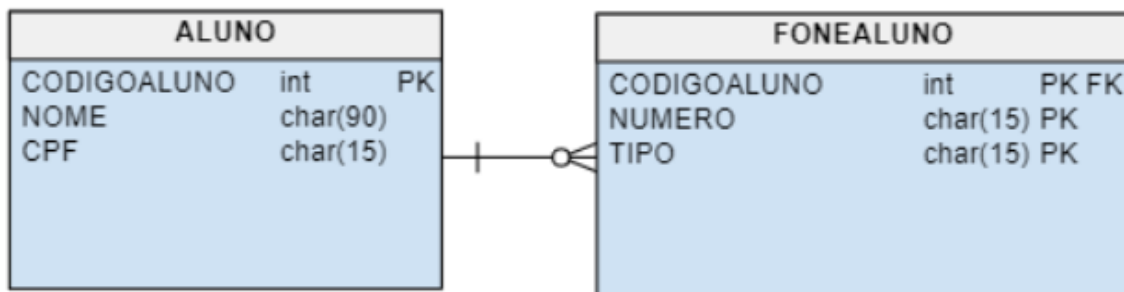 ALUNO
CODIGOALUNO int PK
NOME char(90)
CPF char(15)
FONEALUNO
CODIGOALUNO int PK FK
NUMERO char(15) PK
TIPO char(15) PK